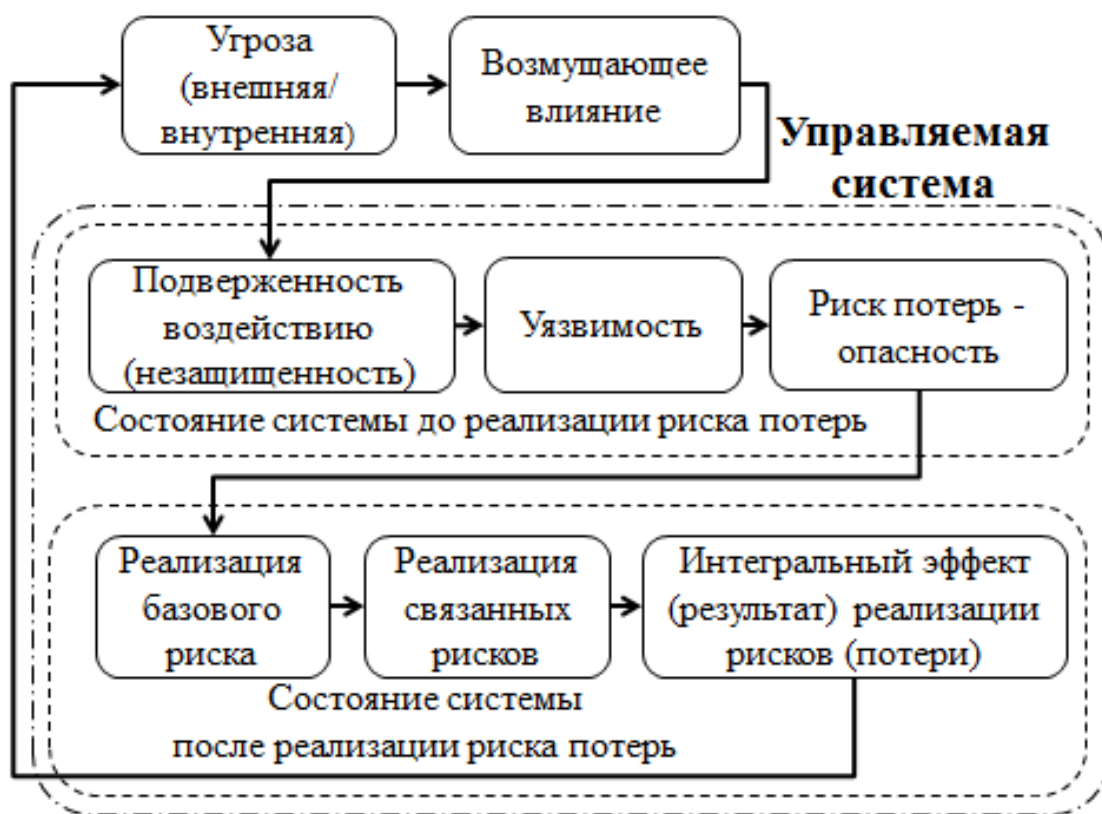 Угроза
(внешняя/
внутренняя)
Возмущающее
влияние
Управляемая
система
Подверженность
воздействию
(незащищенность)
Уязвимость
Риск потерь -
опасность
Состояние системы до реализации риска потерь
Реализация
базового
риска
Реализация
связанных
рисков
Интегральный эффект
(результат) реализации
рисков (потери)
Состояние системы
после реализации риска потерь